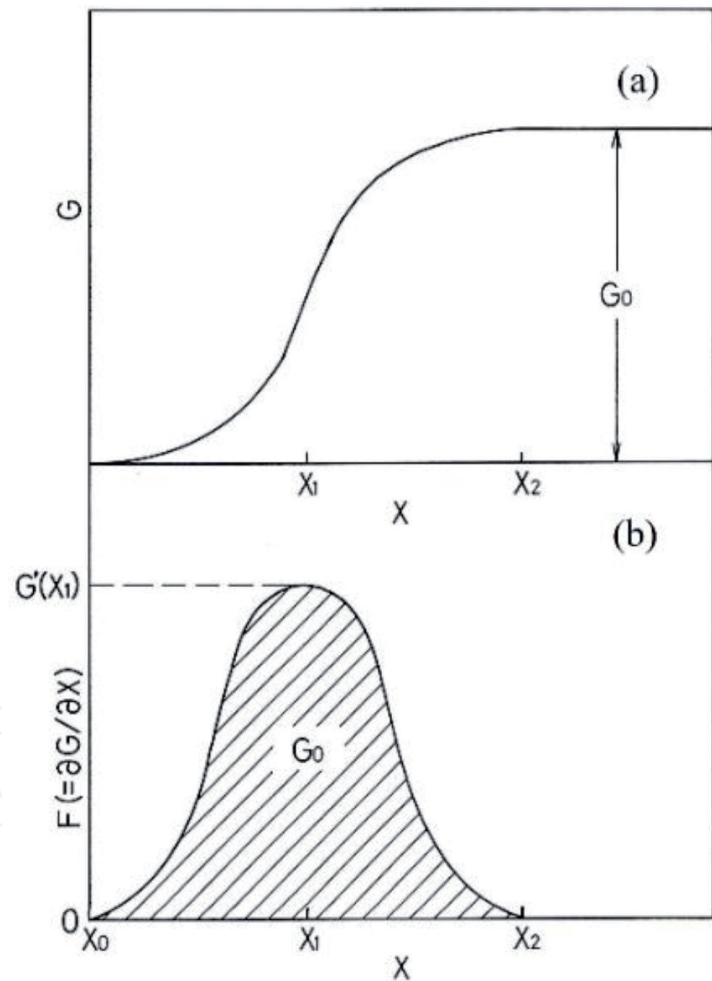 (a)
G
G₀
X₁ X₂
X
(b)
G'(X₁)
F(=∂G/∂X)
G₀
0
X₀ X₁ X₂
X